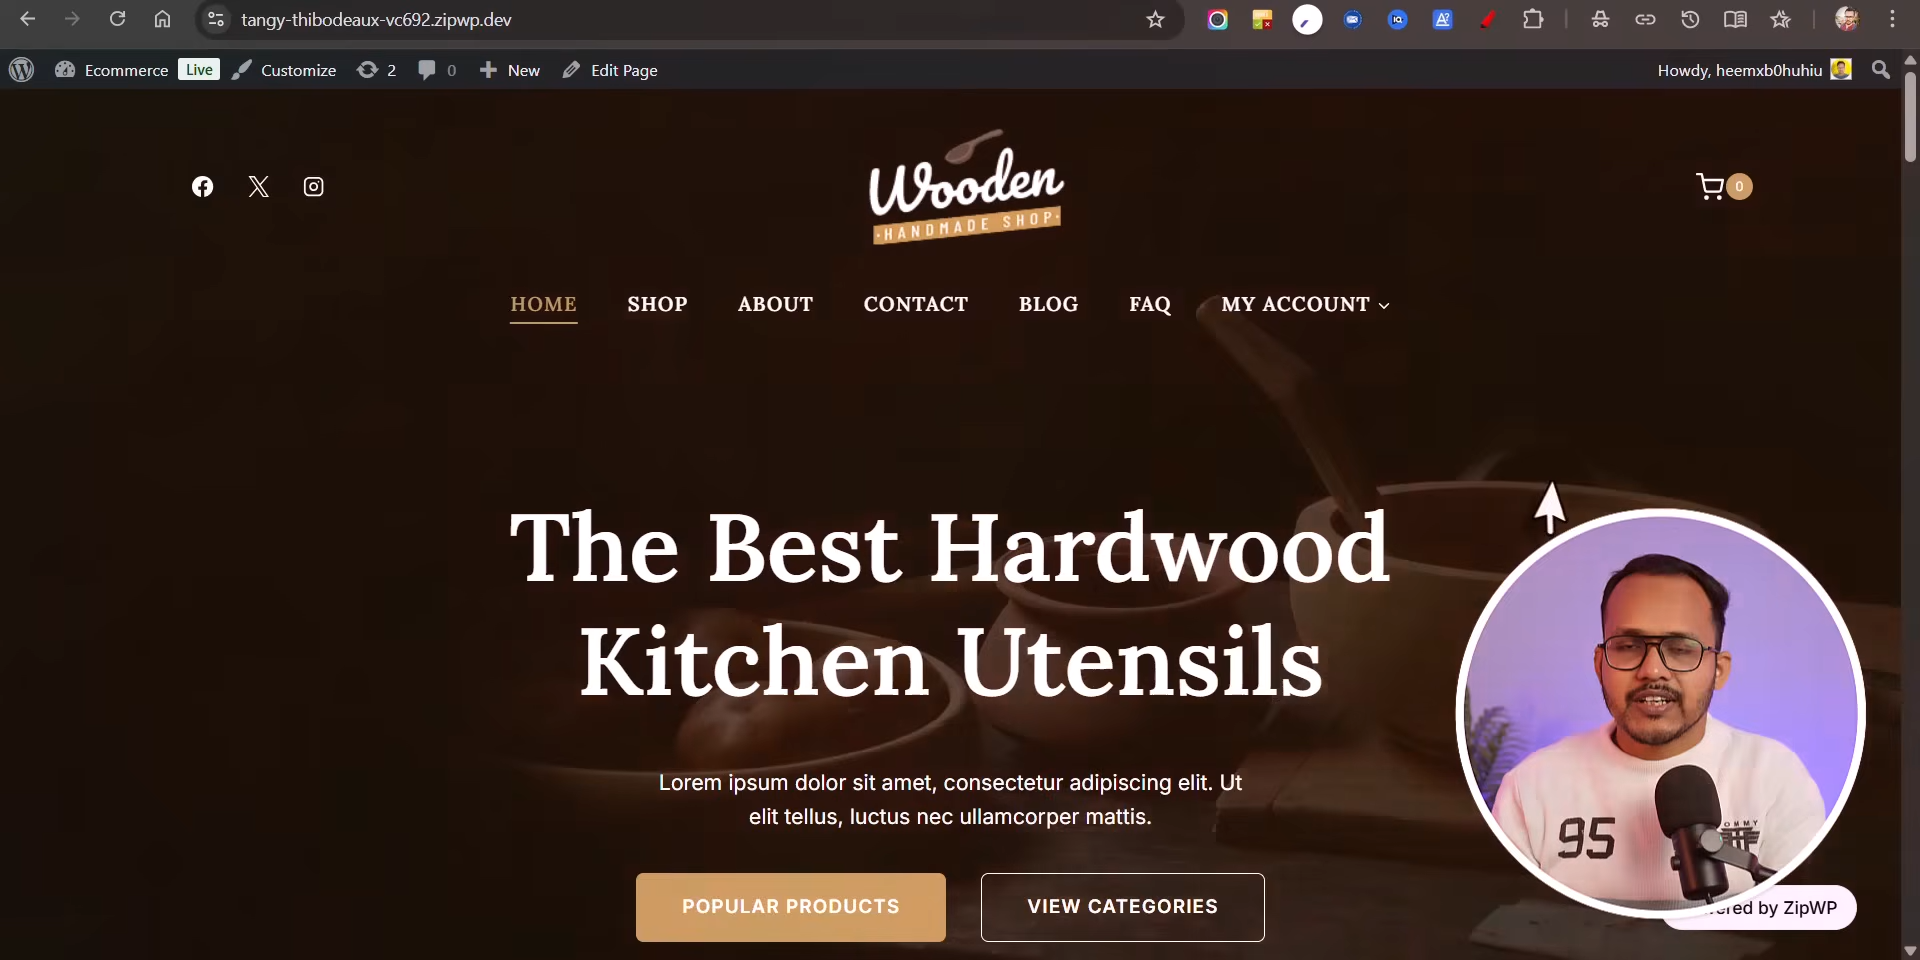 tangy-thibodeaux-vc692.zipwp.dev
Ecommerce Live Customize 2 0 New Edit Page
Howdy, heemxb0huhiu
Wooden
·HANDMADE SHOP·
0
HOME SHOP ABOUT CONTACT BLOG FAQ MY ACCOUNT
The Best Hardwood
Kitchen Utensils
Lorem ipsum dolor sit amet, consectetur adipiscing elit. Ut
elit tellus, luctus nec ullamcorper mattis.
POPULAR PRODUCTS
VIEW CATEGORIES
95
by ZipWP